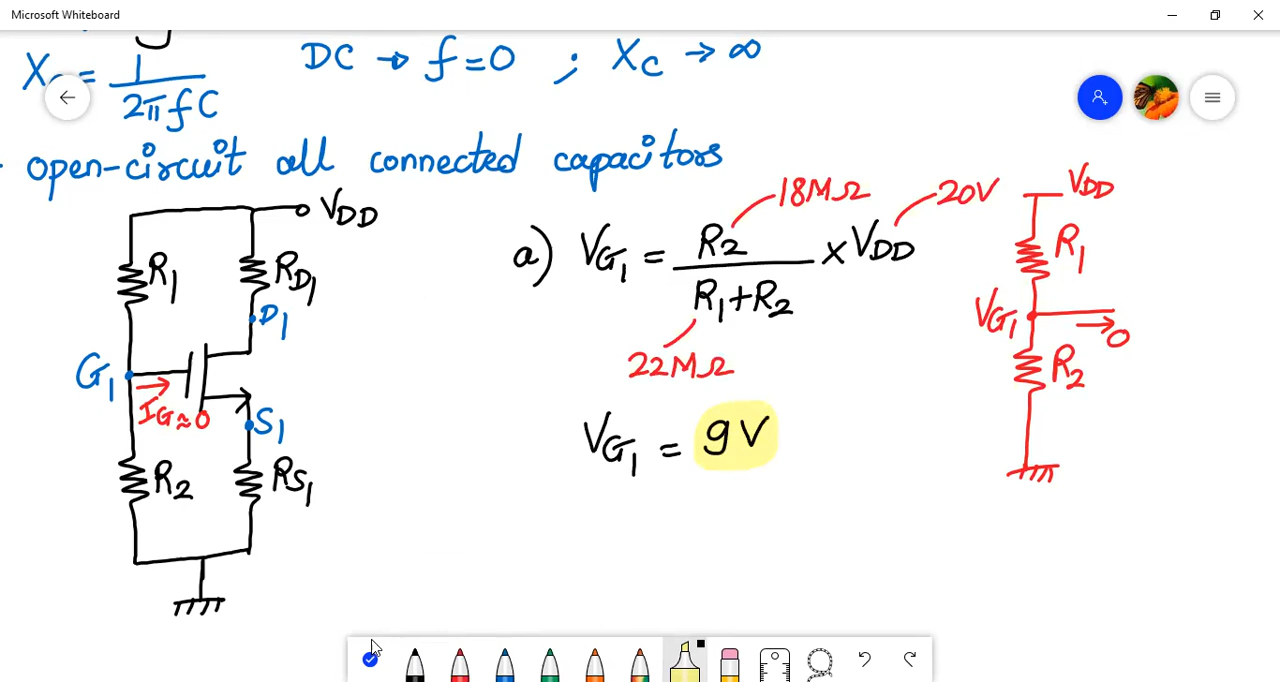 Microsoft Whiteboard
= 1 / 2πfC
DC → f=0 ; XC → ∞
open-circuit all connected capacitors
VDD
R1
RD1
D1
G1
IG≈0
S1
R2
RS1
a) VG1 = R2 / R1+R2 × VDD
18MΩ
20V
22MΩ
VG1 = 9V
VDD
R1
VG1
0
R2